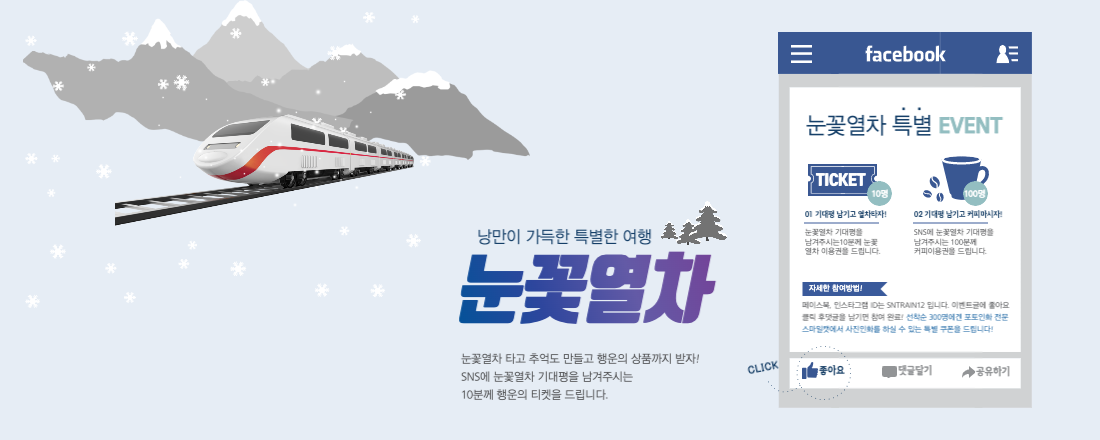 낭만이 가득한 특별한 여행
눈꽃열차
눈꽃열차 타고 추억도 만들고 행운의 상품까지 받자!
SNS에 눈꽃열차 기대평을 남겨주시는
10분께 행운의 티켓을 드립니다.
facebook
눈꽃열차 특별 EVENT
TICKET
10명
100명
01 기대평 남기고 열차타자!
눈꽃열차 기대평을
남겨주시는10분께 눈꽃
열차 이용권을 드립니다.
02 기대평 남기고 커피마시자!
SNS에 눈꽃열차 기대평을
남겨주시는 100분께
커피이용권을 드립니다.
자세한 참여방법!
페이스북, 인스타그램 ID는 SNTRAIN12 입니다. 이벤트글에 좋아요
클릭 후댓글을 남기면 참여 완료! 선착순 300명에겐 포토인화 전문
스마일캣에서 사진인화를 하실 수 있는 특별 쿠폰을 드립니다!
CLICK
좋아요
댓글달기
공유하기